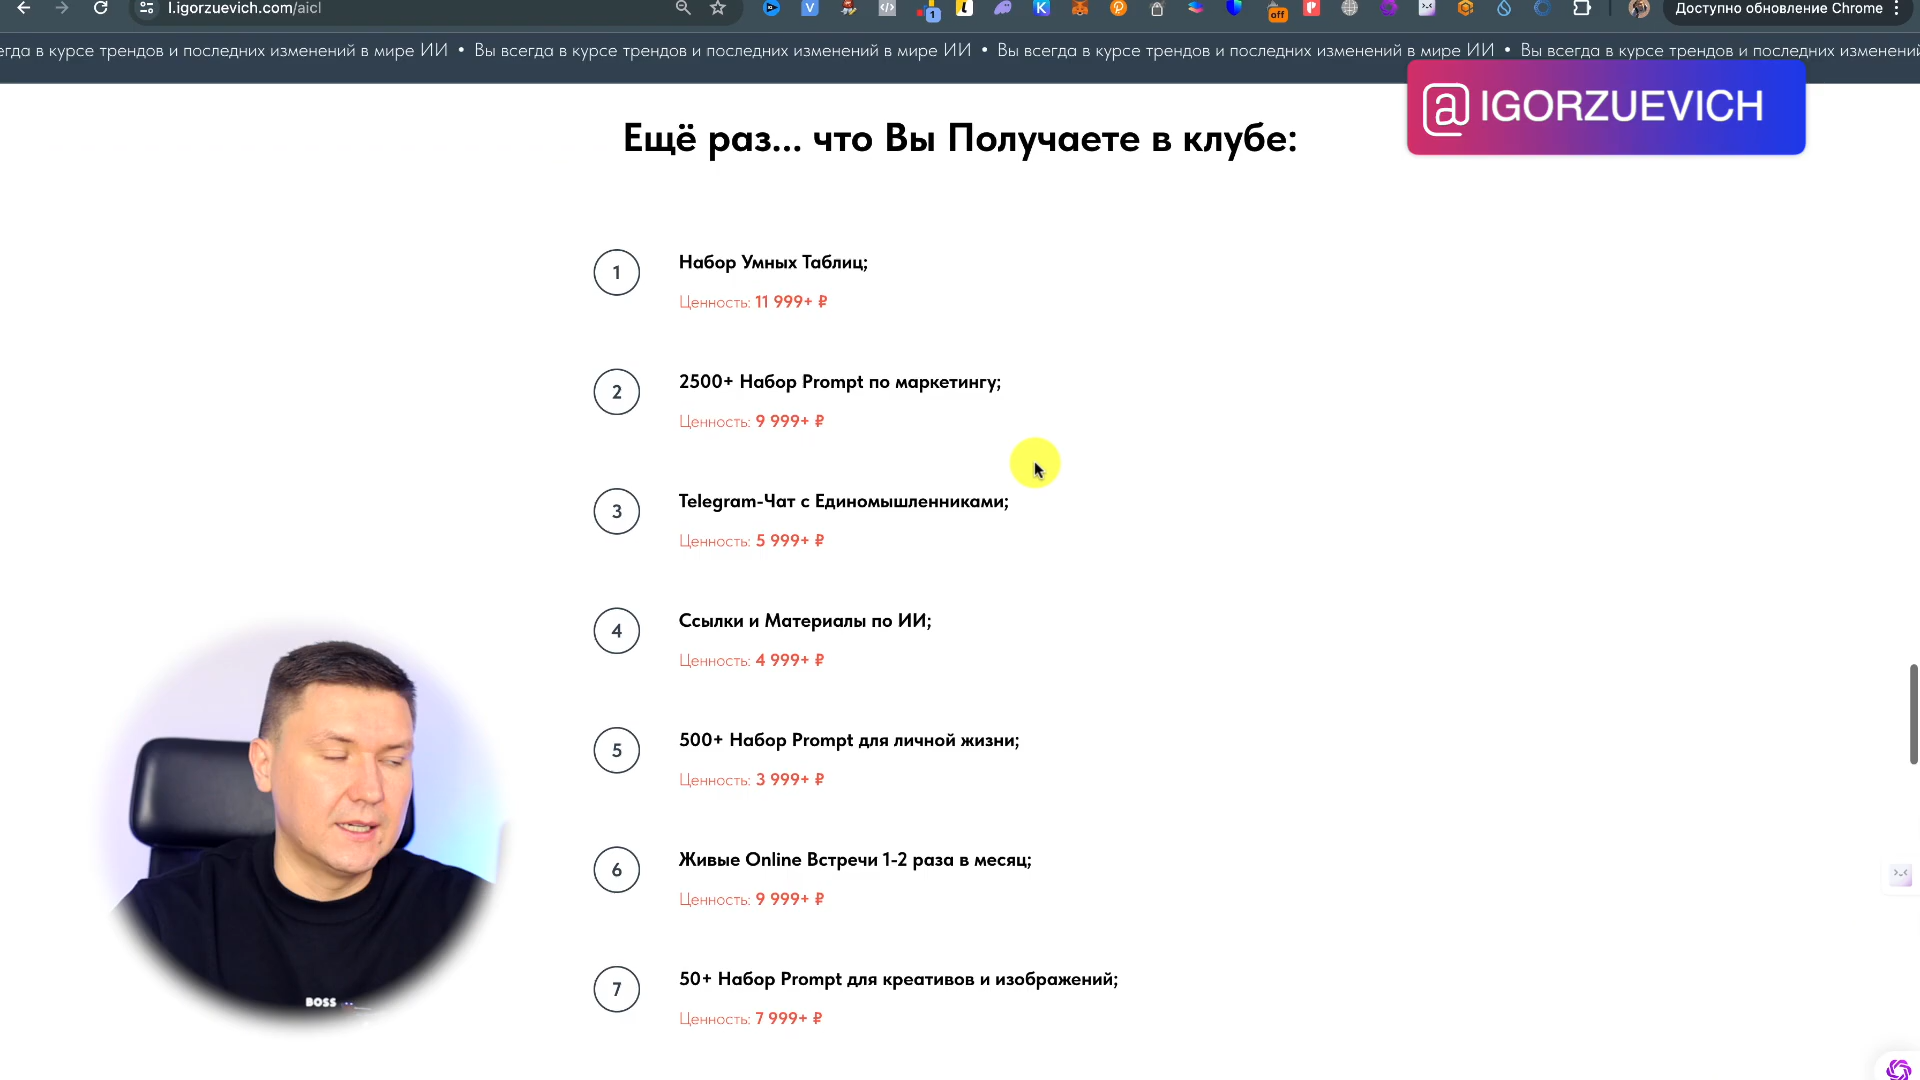 l.igorzuevich.com/aicl
Доступно обновление Chrome
1
off
егда в курсе трендов и последних изменений в мире ИИ • Вы всегда в курсе трендов и последних изменений в мире ИИ • Вы всегда в курсе трендов и последних изменений в мире ИИ • Вы всегда в курсе трендов и последних изменений
@IGORZUEVICH
Ещё раз... что Вы Получаете в клубе:
1
Набор Умных Таблиц;
Ценность: 11 999+ ₽
2
2500+ Набор Prompt по маркетингу;
Ценность: 9 999+ ₽
3
Telegram-Чат с Единомышленниками;
Ценность: 5 999+ ₽
4
Ссылки и Материалы по ИИ;
Ценность: 4 999+ ₽
5
500+ Набор Prompt для личной жизни;
Ценность: 3 999+ ₽
6
Живые Online Встречи 1-2 раза в месяц;
Ценность: 9 999+ ₽
7
50+ Набор Prompt для креативов и изображений;
Ценность: 7 999+ ₽
BOSS